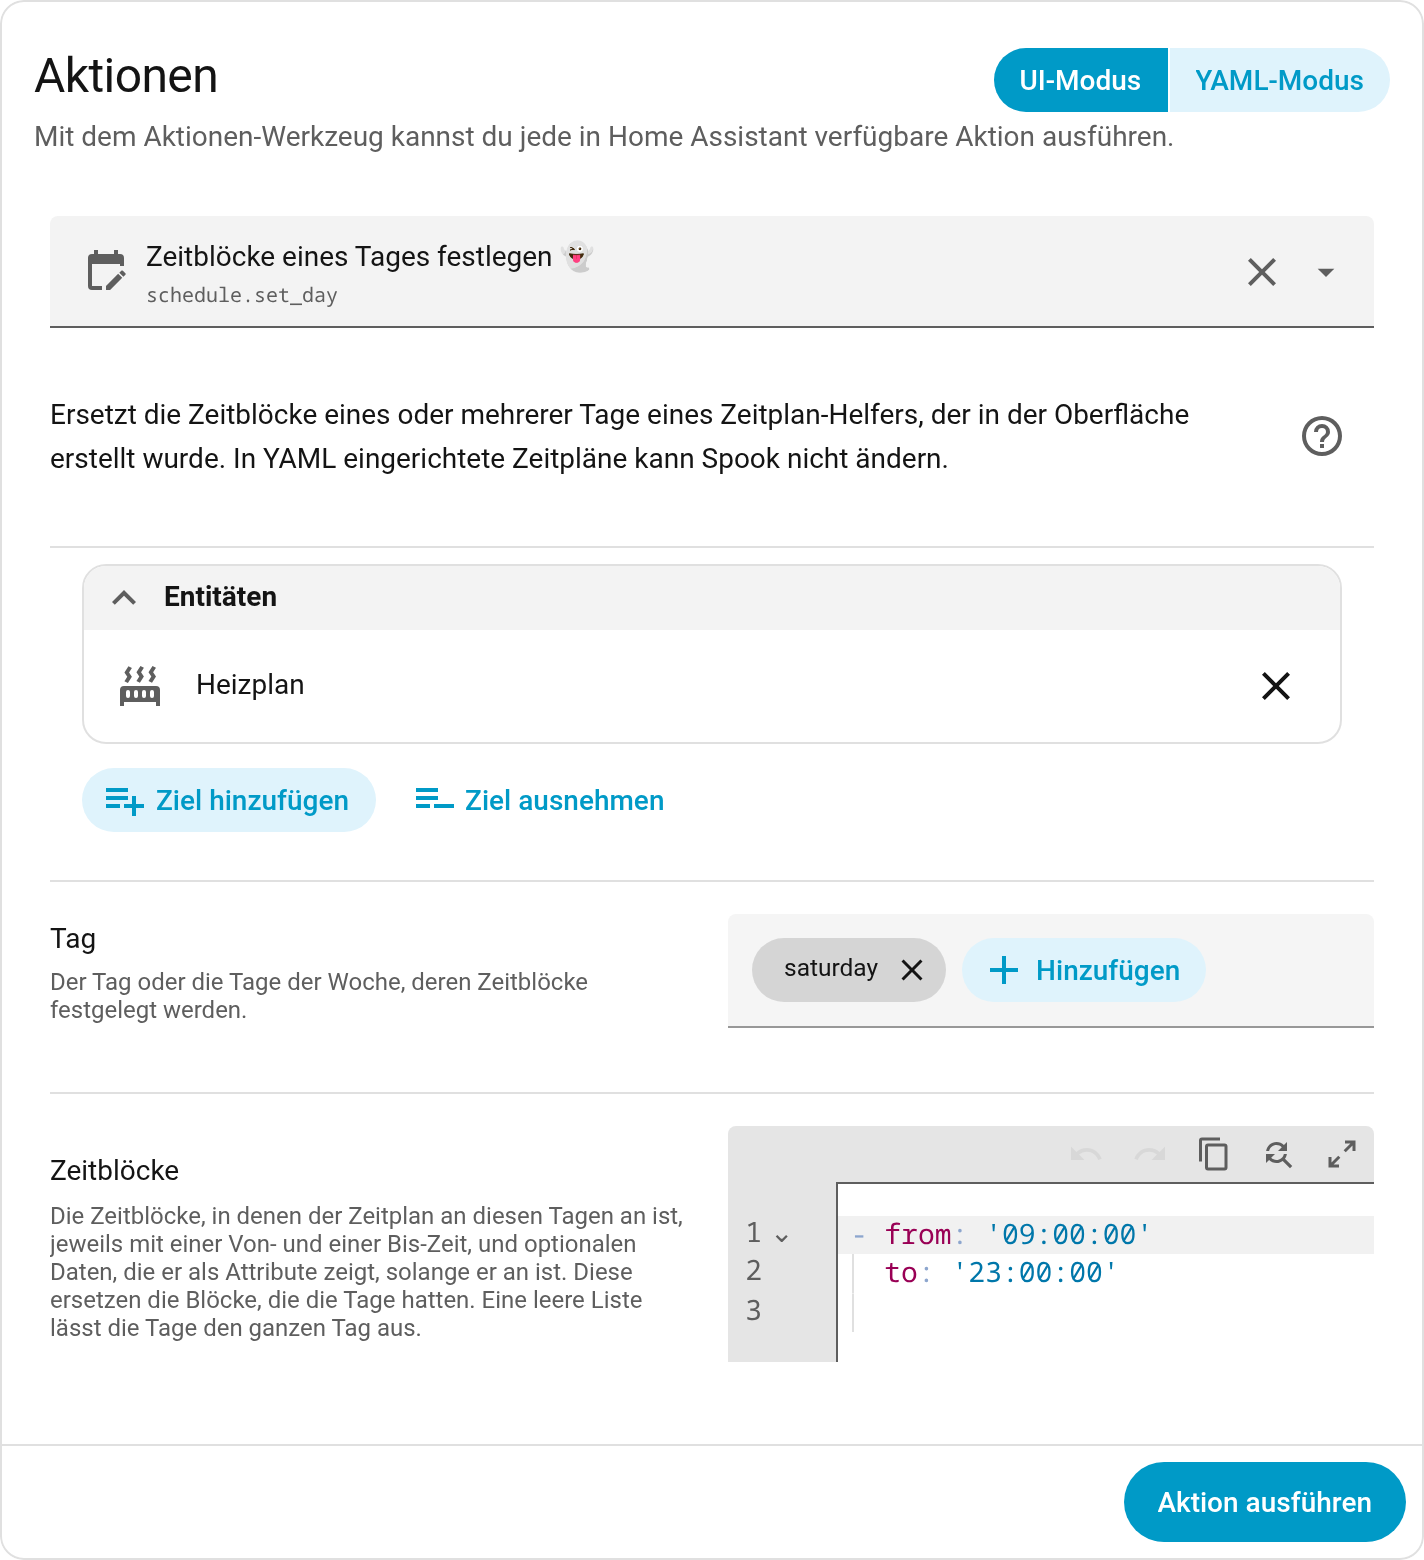 Aktionen
UI-Modus
YAML-Modus
Mit dem Aktionen-Werkzeug kannst du jede in Home Assistant verfügbare Aktion ausführen.
Zeitblöcke eines Tages festlegen 👻
schedule.set_day
Ersetzt die Zeitblöcke eines oder mehrerer Tage eines Zeitplan-Helfers, der in der Oberfläche
erstellt wurde. In YAML eingerichtete Zeitpläne kann Spook nicht ändern.
Entitäten
Heizplan
Ziel hinzufügen
Ziel ausnehmen
Tag
Der Tag oder die Tage der Woche, deren Zeitblöcke
festgelegt werden.
saturday
Hinzufügen
Zeitblöcke
Die Zeitblöcke, in denen der Zeitplan an diesen Tagen an ist,
jeweils mit einer Von- und einer Bis-Zeit, und optionalen
Daten, die er als Attribute zeigt, solange er an ist. Diese
ersetzen die Blöcke, die die Tage hatten. Eine leere Liste
lässt die Tage den ganzen Tag aus.
1 - from: '09:00:00'
2 to: '23:00:00'
3
Aktion ausführen